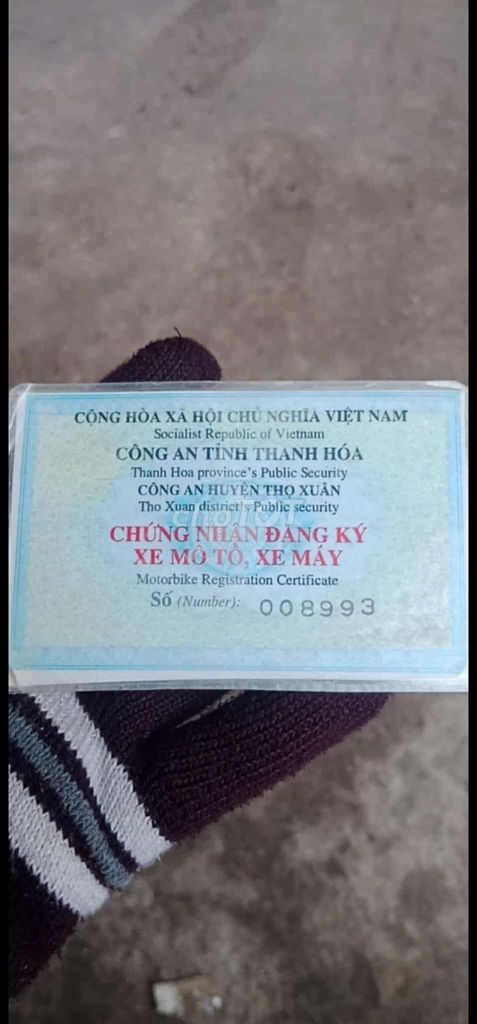 CỘNG HÒA XÃ HỘI CHỦ NGHĨA VIỆT NAM
Socialist Republic of Vietnam
CÔNG AN TỈNH THANH HÓA
Thanh Hoa province's Public Security
CÔNG AN HUYỆN THỌ XUÂN
Tho Xuan district's Public security
choTỐT
CHỨNG NHẬN ĐĂNG KÝ
XE MÔ TÔ, XE MÁY
Motorbike Registration Certificate
Số (Number): 008993